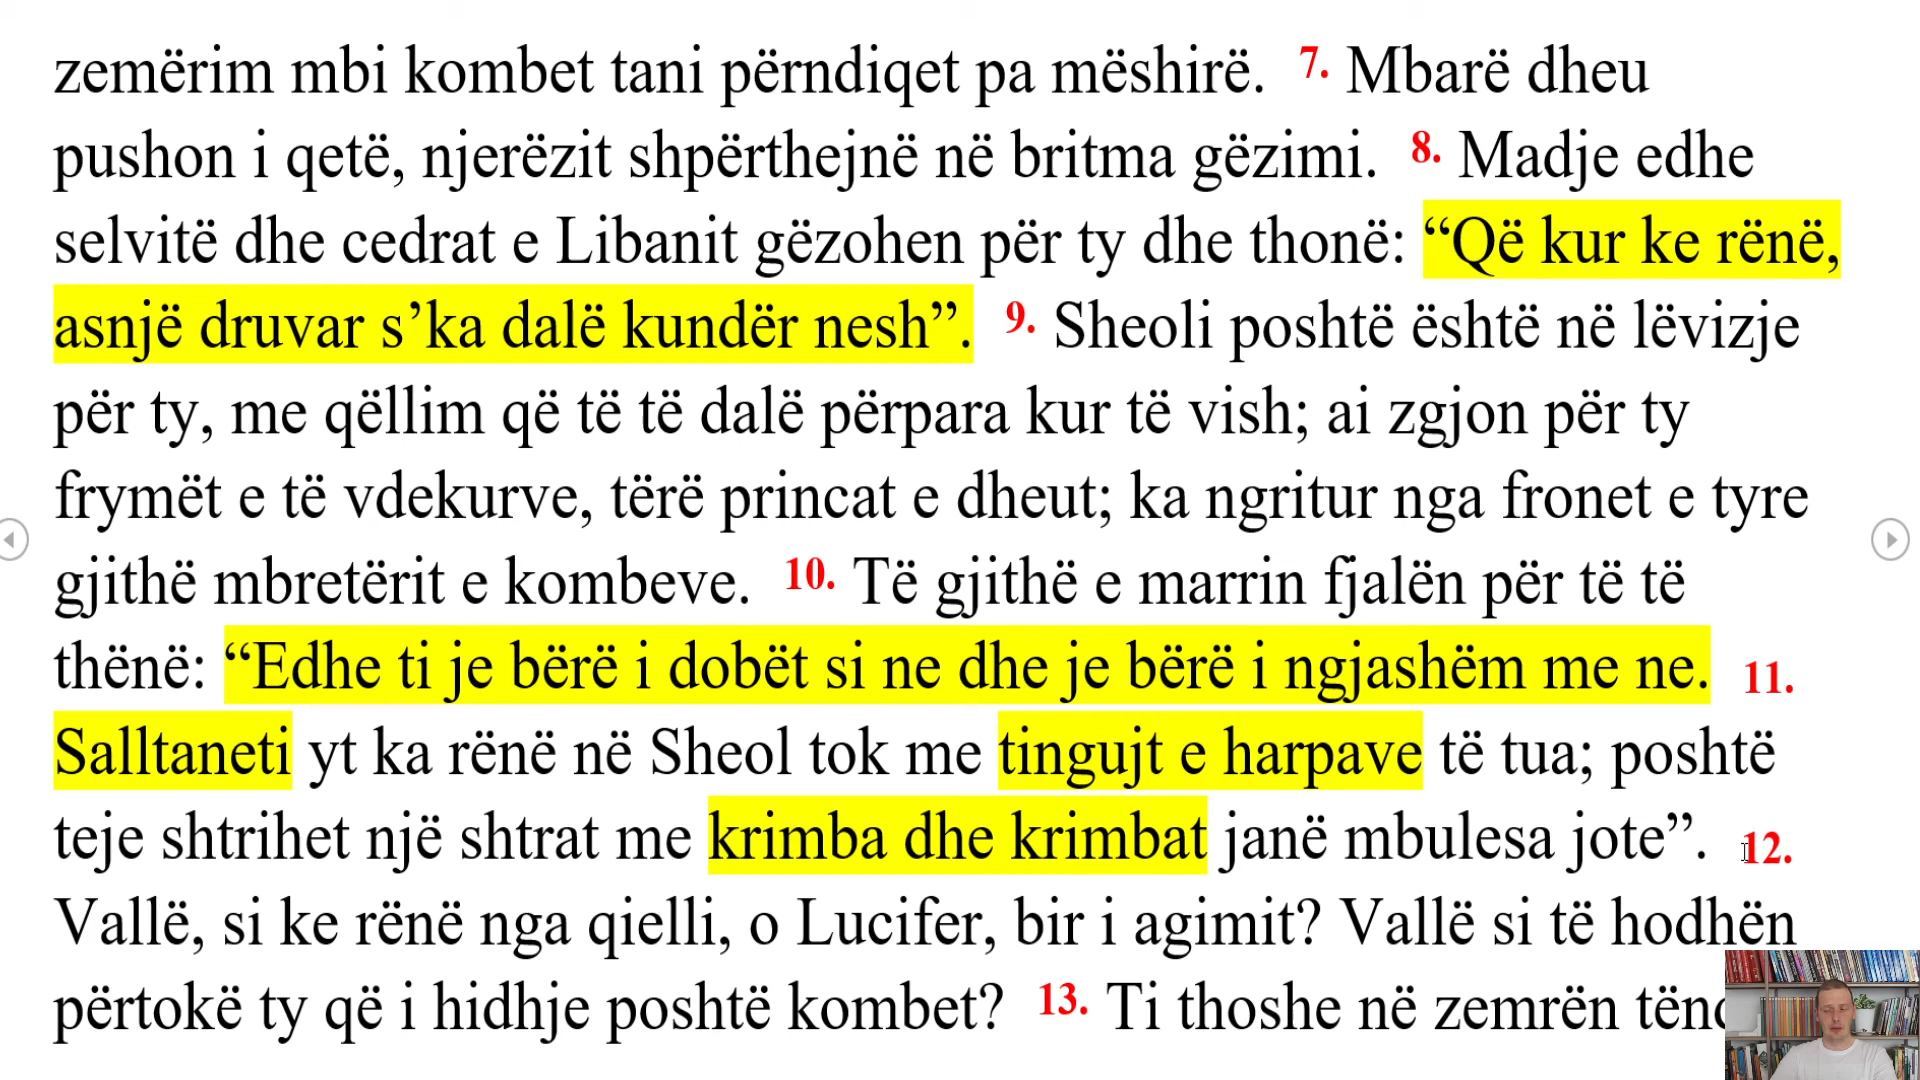 zemërim mbi kombet tani përndiqet pa mëshirë. 7. Mbarë dheu
pushon i qetë, njerëzit shpërthejnë në britma gëzimi. 8. Madje edhe
selvitë dhe cedrat e Libanit gëzohen për ty dhe thonë: “Që kur ke rënë,
asnjë druvar s’ka dalë kundër nesh”. 9. Sheoli poshtë është në lëvizje
për ty, me qëllim që të të dalë përpara kur të vish; ai zgjon për ty
frymët e të vdekurve, tërë princat e dheut; ka ngritur nga fronet e tyre
gjithë mbretërit e kombeve. 10. Të gjithë e marrin fjalën për të të
thënë: “Edhe ti je bërë i dobët si ne dhe je bërë i ngjashëm me ne. 11.
Salltaneti yt ka rënë në Sheol tok me tingujt e harpave të tua; poshtë
teje shtrihet një shtrat me krimba dhe krimbat janë mbulesa jote”. 12.
Vallë, si ke rënë nga qielli, o Lucifer, bir i agimit? Vallë si të hodhën
përtokë ty që i hidhje poshtë kombet? 13. Ti thoshe në zemrën